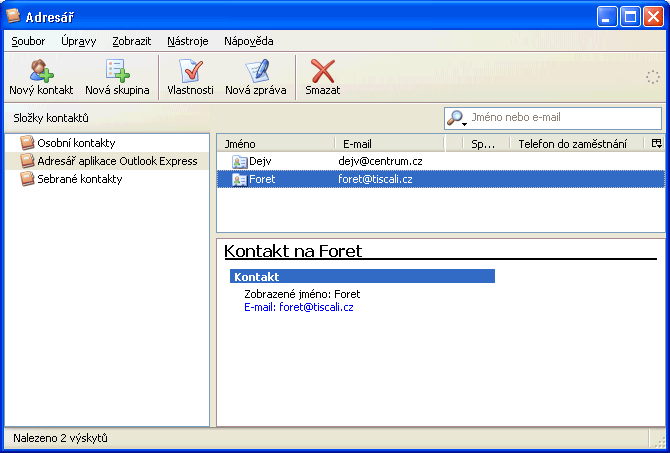 Adresář
Soubor Úpravy Zobrazit Nástroje Nápověda
Nový kontakt Nová skupina Vlastnosti Nová zpráva Smazat
Složky kontaktů
Jméno nebo e-mail
Osobní kontakty
Adresář aplikace Outlook Express
Sebrané kontakty
Jméno E-mail Sp... Telefon do zaměstnání
Dejv dejv@centrum.cz
Foret foret@tiscali.cz
Kontakt na Foret
Kontakt
Zobrazené jméno: Foret
E-mail: foret@tiscali.cz
Nalezeno 2 výskytů